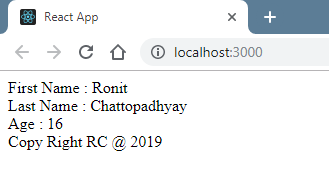 React App
localhost:3000
First Name : Ronit
Last Name : Chattopadhyay
Age : 16
Copy Right RC @ 2019